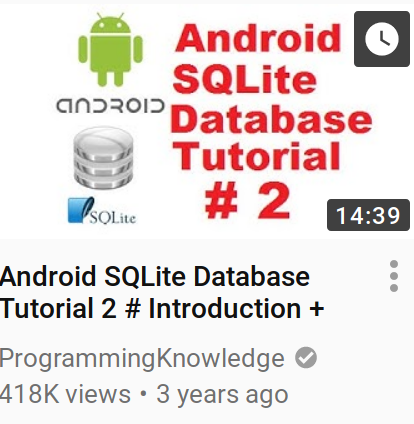 Android
SQLite
ANDROID
Database
Tutorial
# 2
SQLite
14:39
Android SQLite Database
Tutorial 2 # Introduction +
ProgrammingKnowledge
418K views • 3 years ago